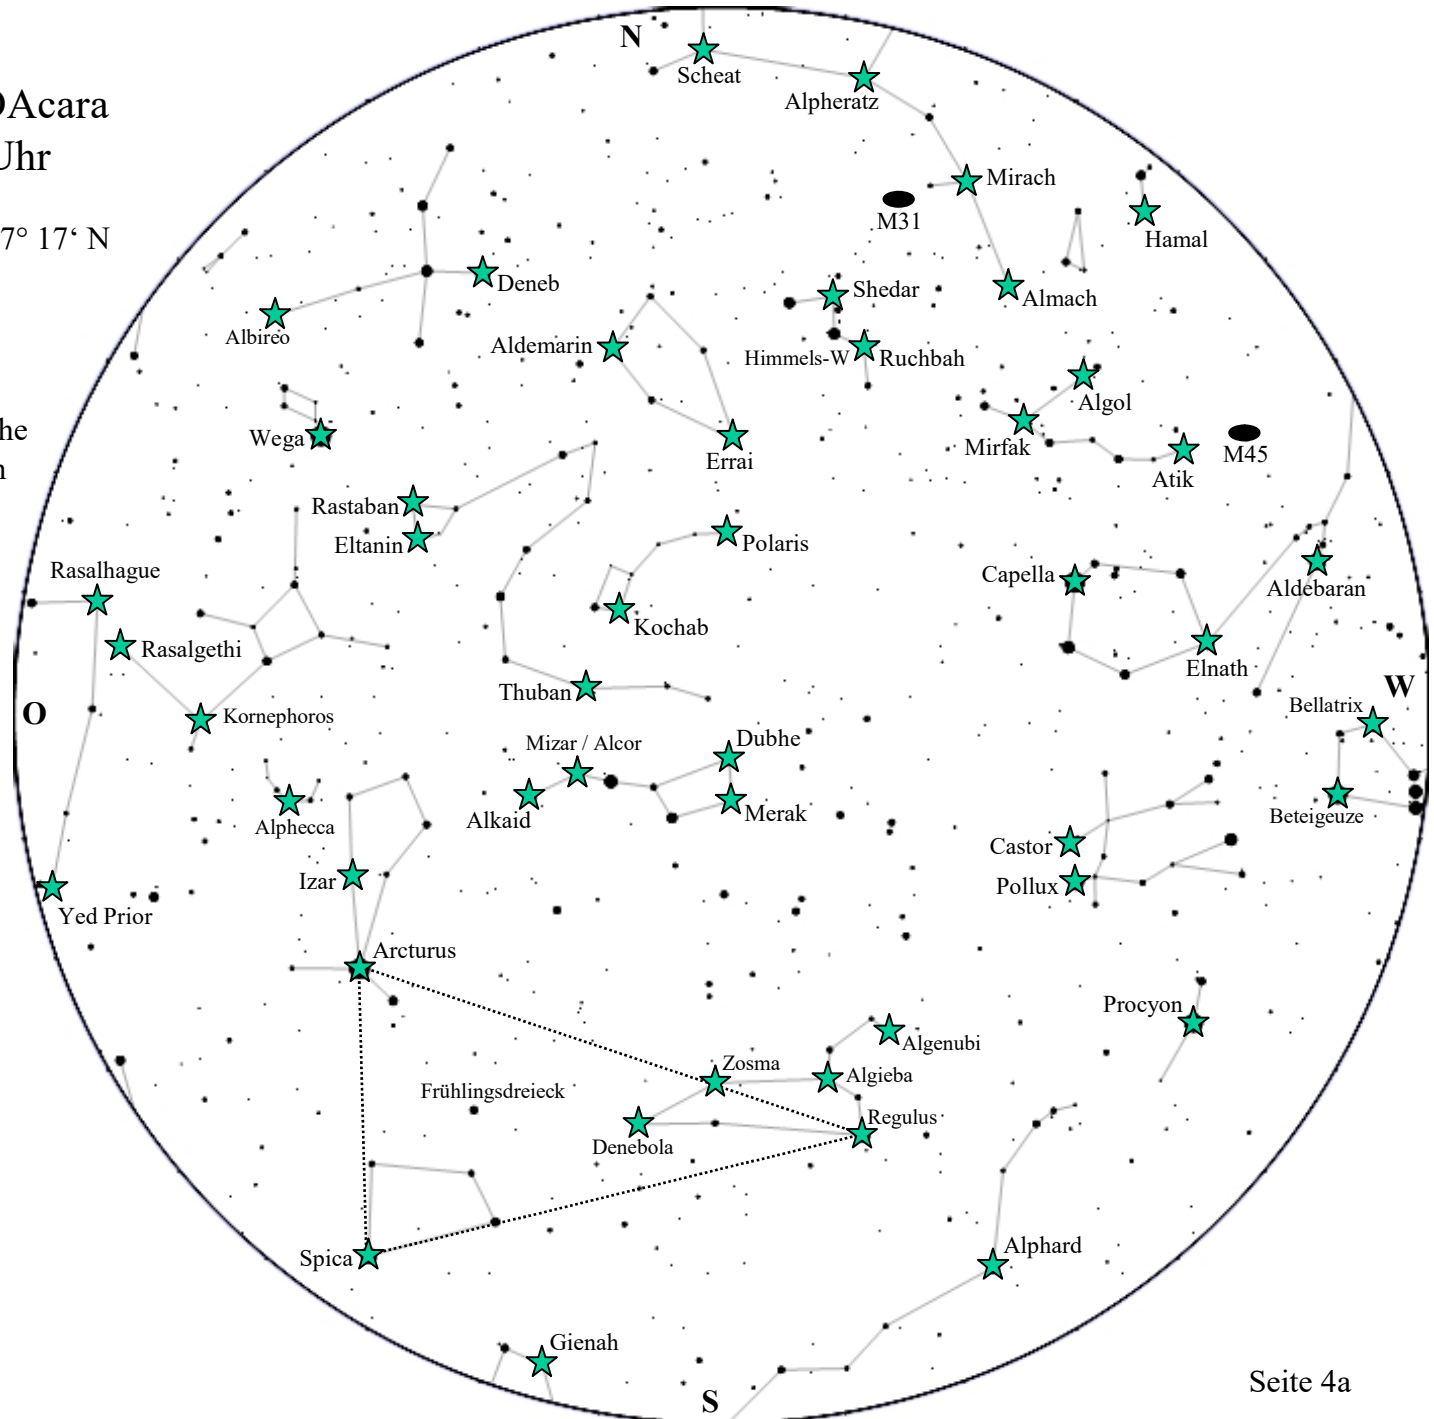 N
Scheat
Alpheratz
DAcara
Uhr
Mirach
M31
7° 17‘ N
Hamal
Deneb
Shedar
Almach
Albireo
Aldemarin
Himmels-W
Ruchbah
Algol
he
Wega
Mirfak
M45
n
Errai
Atik
Rastaban
Eltanin
Polaris
Rasalhague
Capella
Aldebaran
Kochab
Rasalgethi
Elnath
Thuban
W
O
Kornephoros
Bellatrix
Mizar / Alcor
Dubhe
Alkaid
Merak
Alphecca
Beteigeuze
Castor
Izar
Pollux
Yed Prior
Arcturus
Procyon
Algenubi
Zosma
Algieba
Frühlingsdreieck
Regulus
Denebola
Spica
Alphard
Gienah
Seite 4a
S